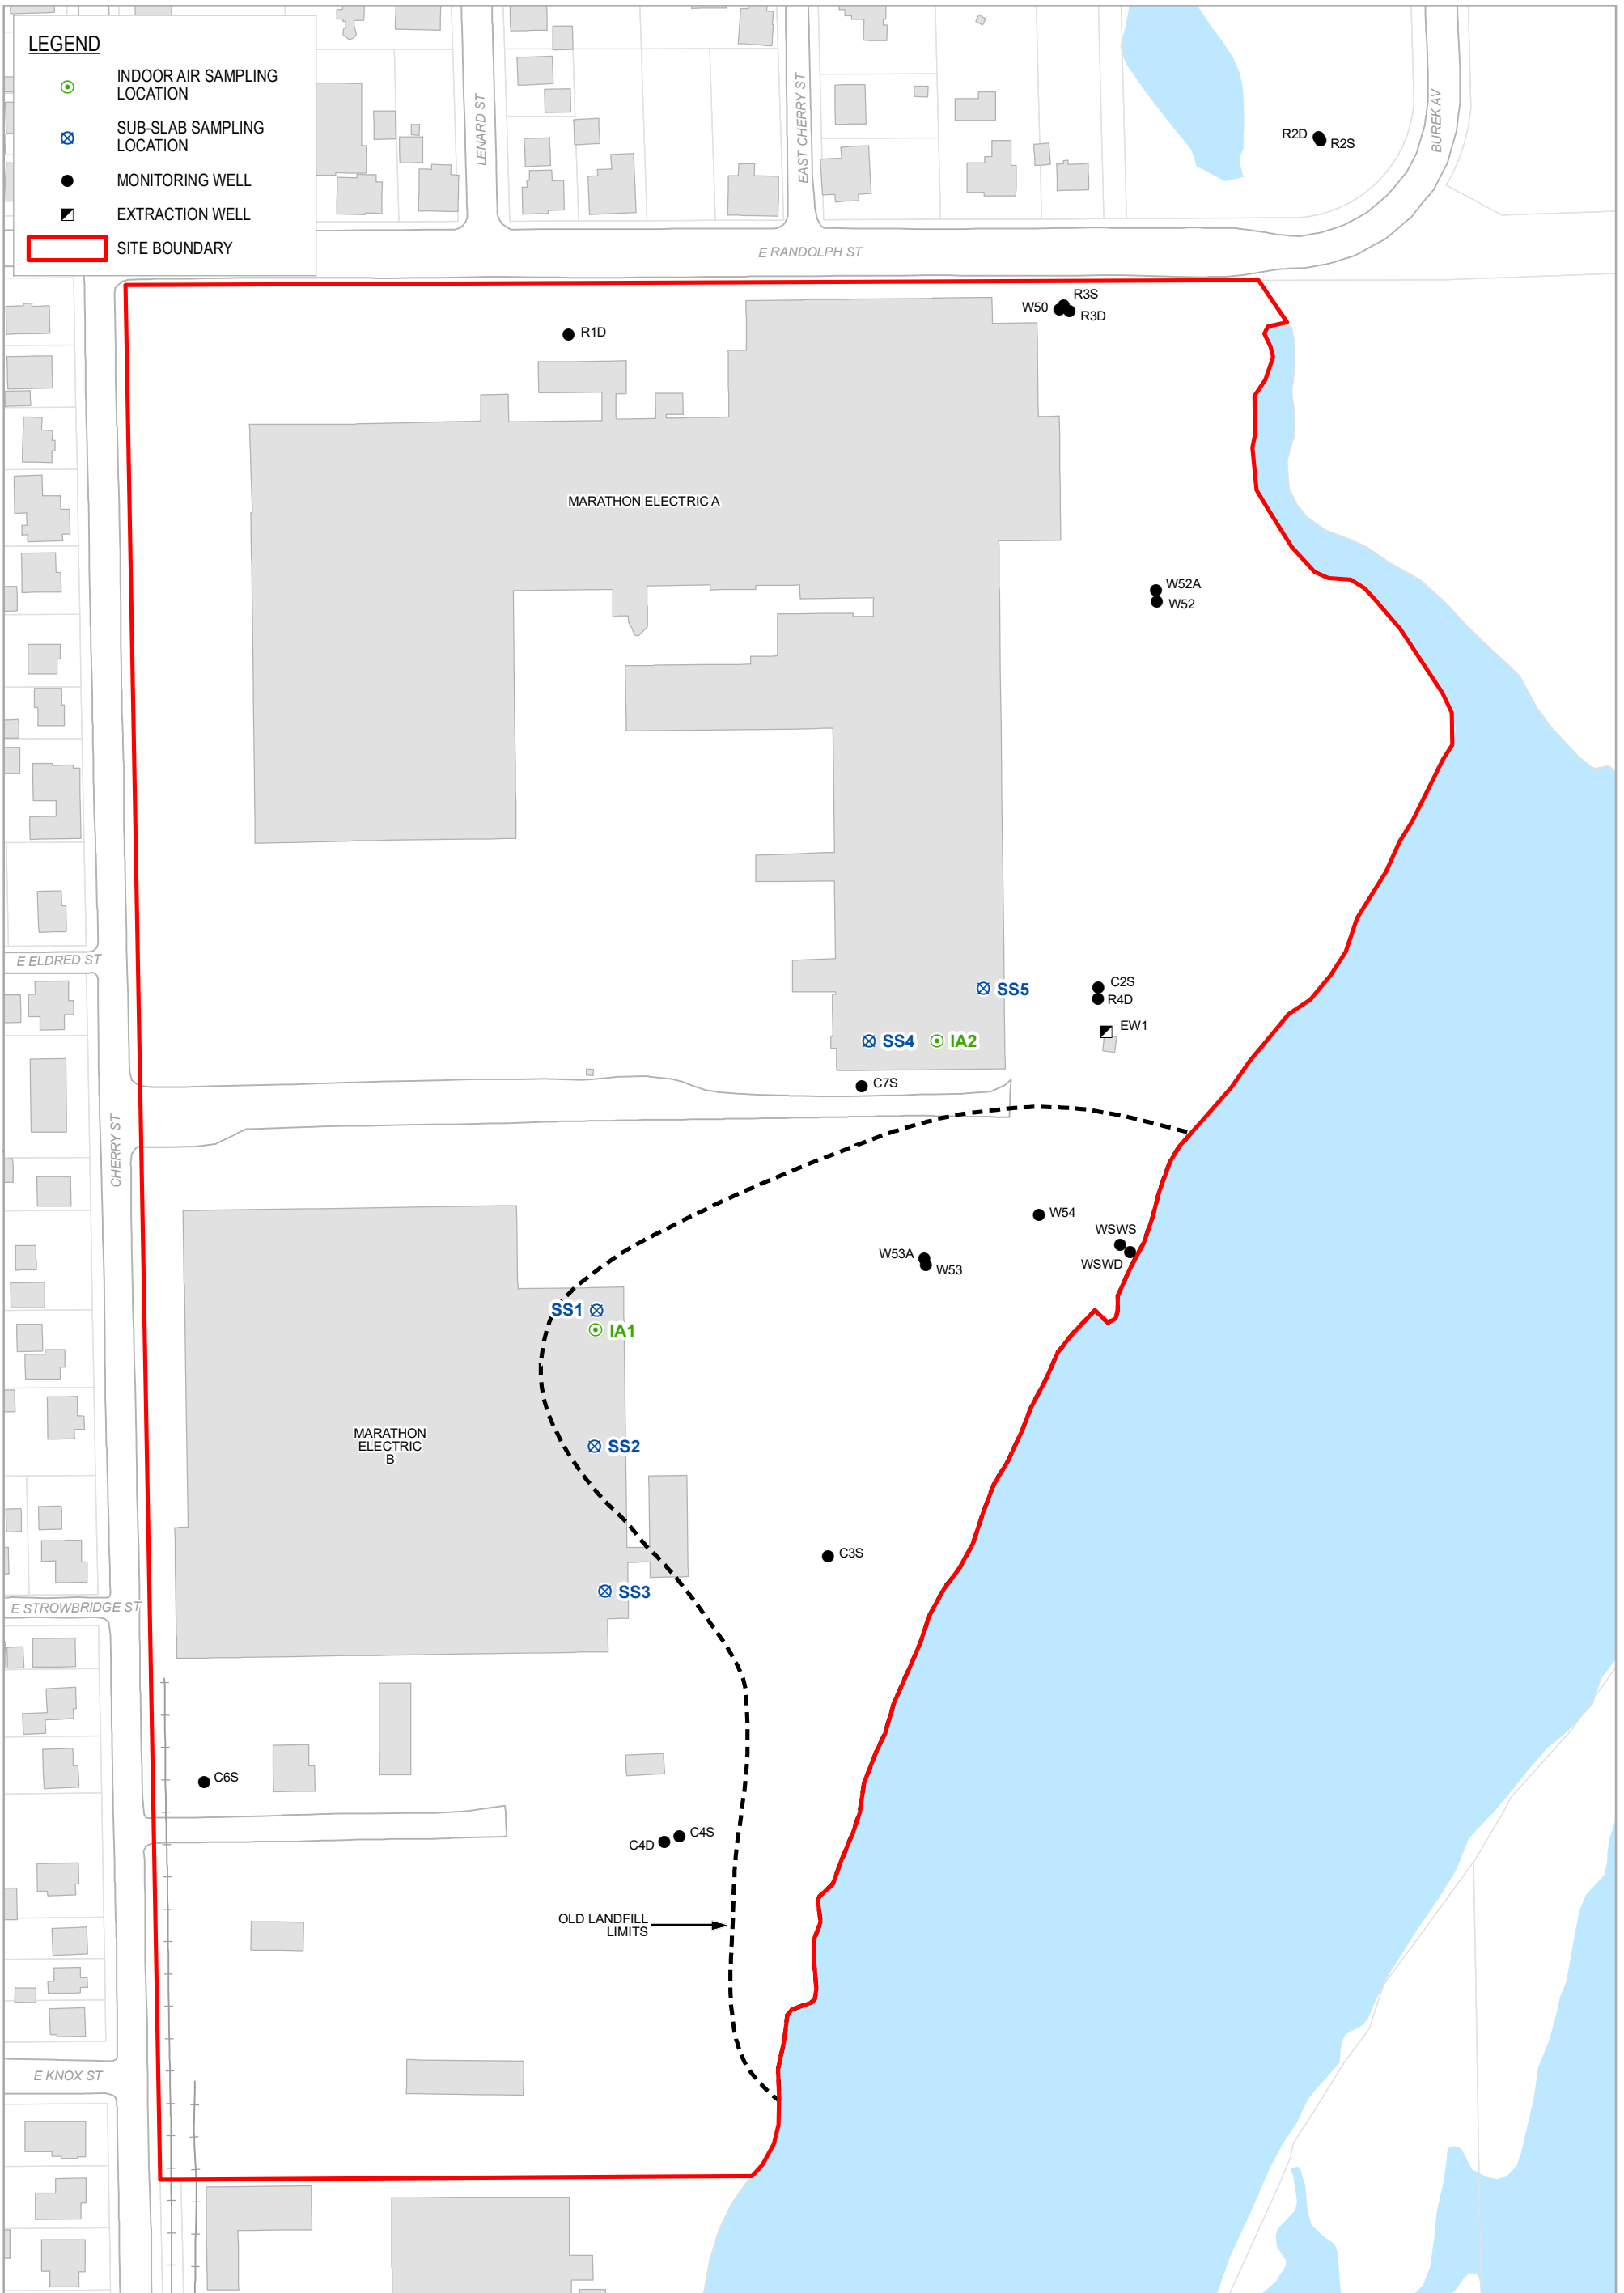 LEGEND
INDOOR AIR SAMPLING
LOCATION
SUB-SLAB SAMPLING
LOCATION
MONITORING WELL
EXTRACTION WELL
SITE BOUNDARY
LENARD ST
EAST CHERRY ST
BUREK AV
R2D
R2S
E RANDOLPH ST
R3S
W50
R3D
R1D
MARATHON ELECTRIC A
W52A
W52
E ELDRED ST
C2S
SS5
R4D
EW1
SS4
IA2
C7S
CHERRY ST
W54
WSWS
W53A
W53
WSWD
SS1
IA1
MARATHON
ELECTRIC
B
SS2
C3S
SS3
E STROWBRIDGE ST
C6S
C4S
C4D
OLD LANDFILL
LIMITS
E KNOX ST